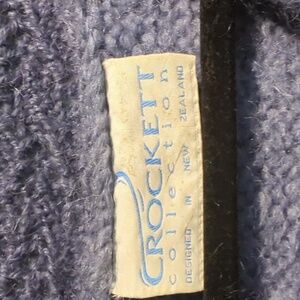 CROCKETT
collection
DESIGNED IN NEW ZEALAND